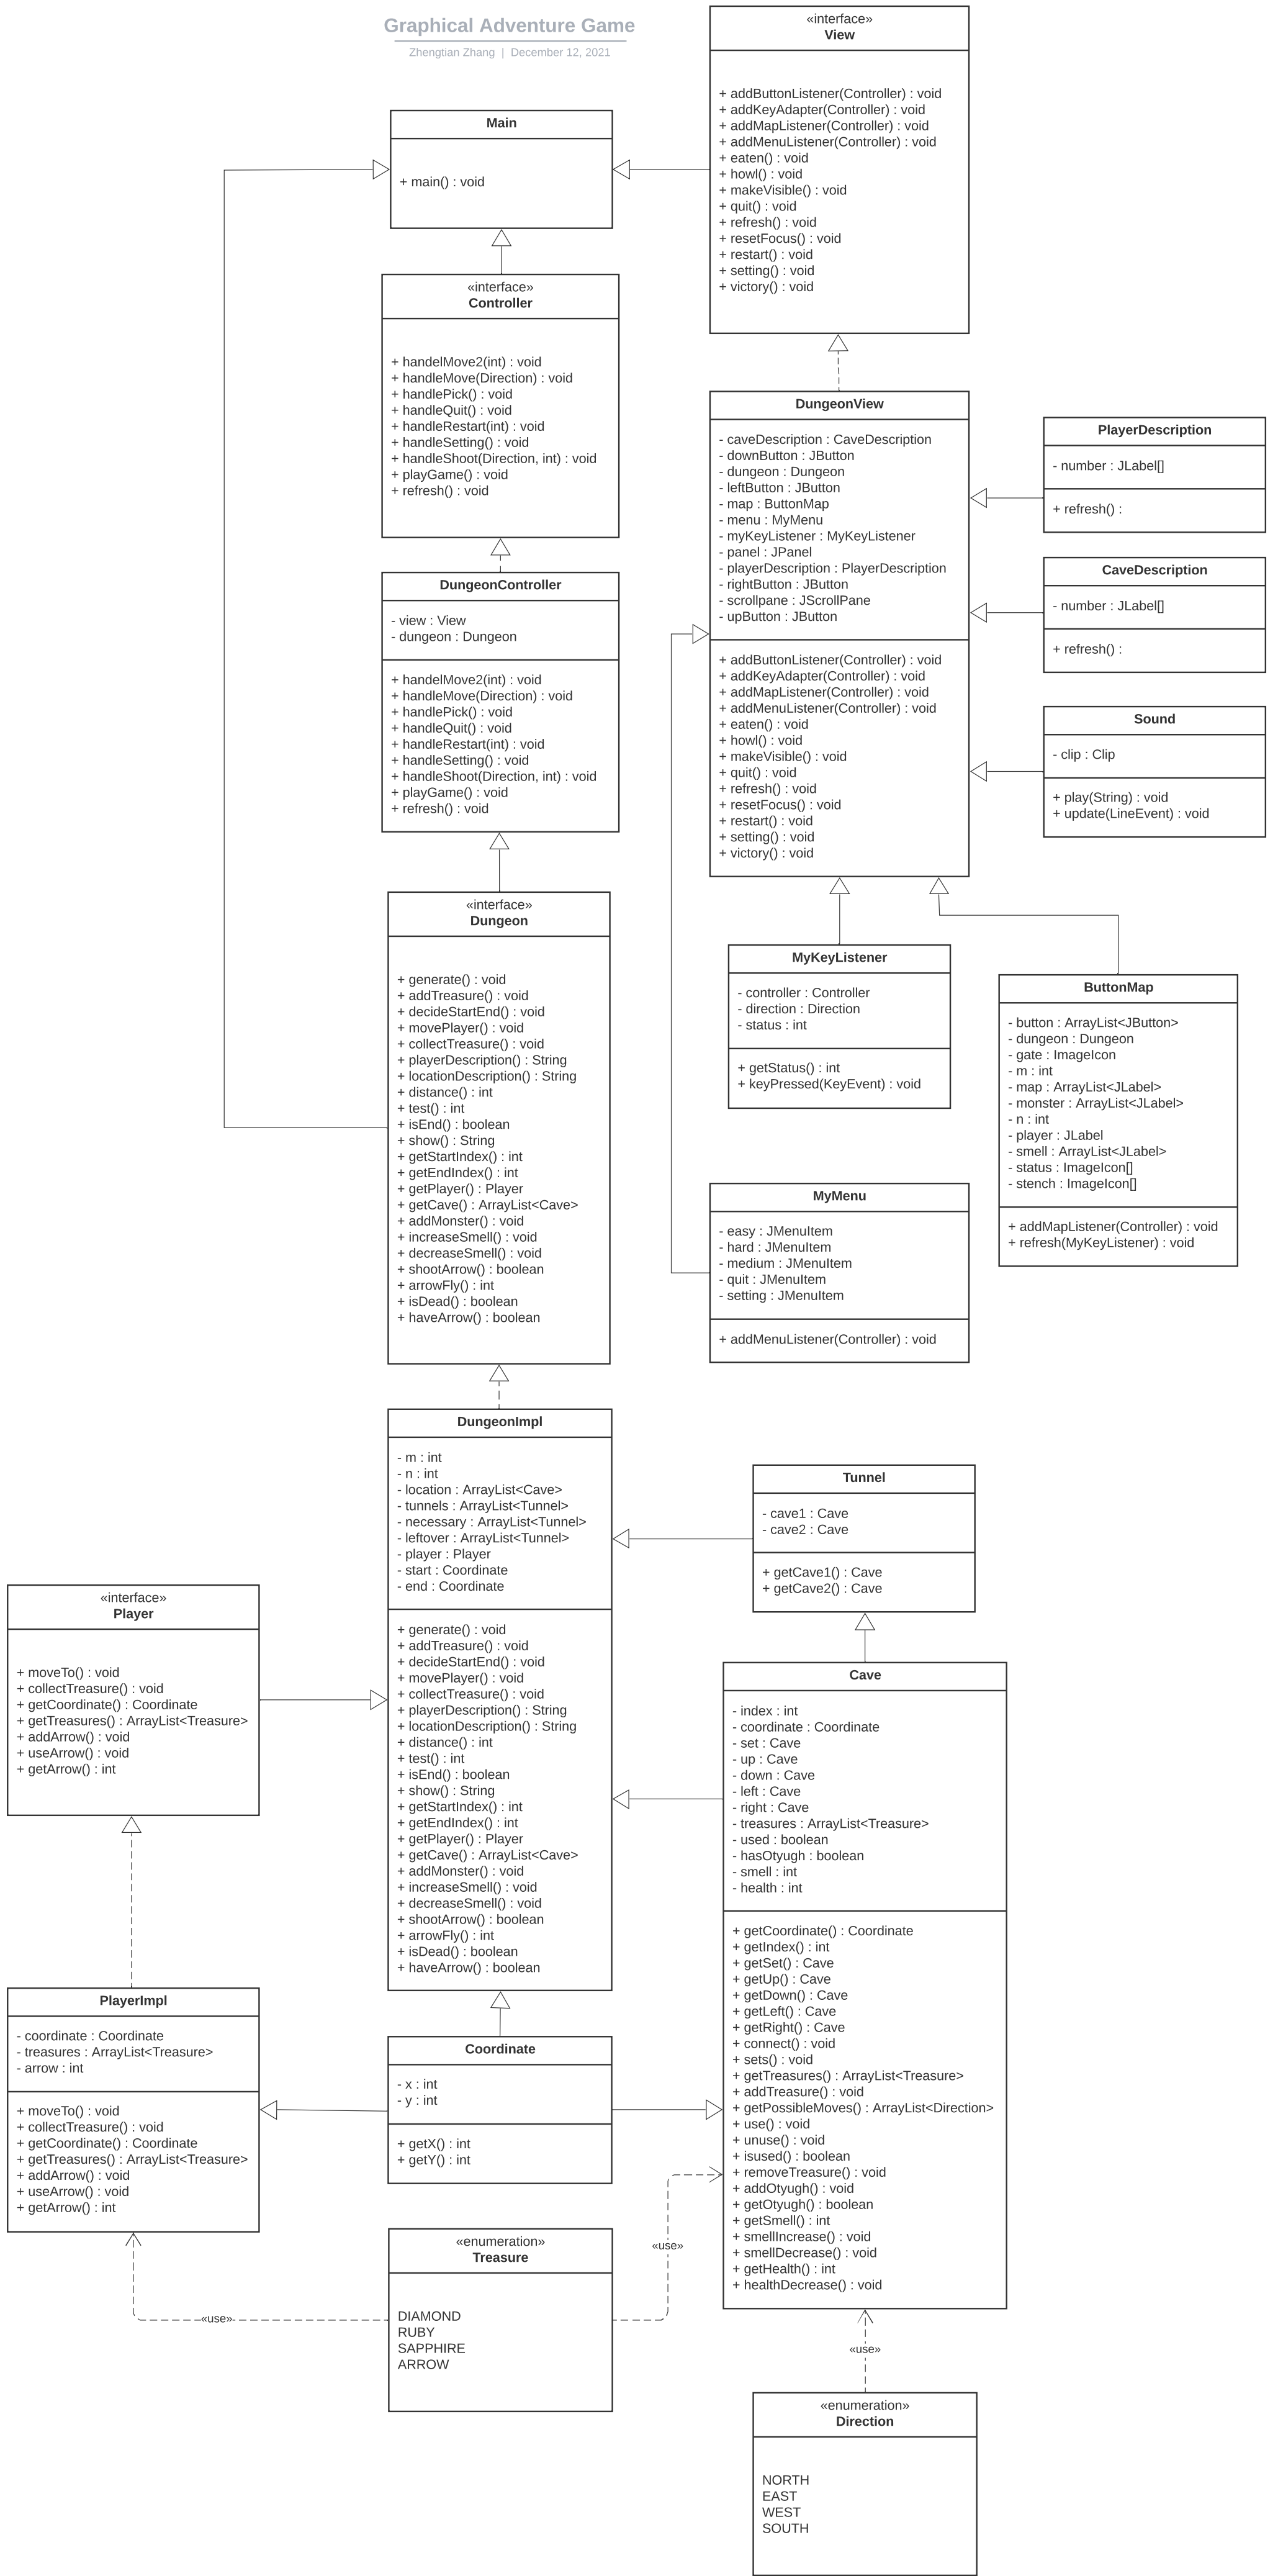 Graphical Adventure Game
Zhengtian Zhang | December 12, 2021
«interface»
View
+ addButtonListener(Controller) : void
+ addKeyAdapter(Controller) : void
+ addMapListener(Controller) : void
+ addMenuListener(Controller) : void
+ eaten() : void
+ howl() : void
+ makeVisible() : void
+ quit() : void
+ refresh() : void
+ resetFocus() : void
+ restart() : void
+ setting() : void
+ victory() : void
Main
+ main() : void
«interface»
Controller
+ handelMove2(int) : void
+ handleMove(Direction) : void
+ handlePick() : void
+ handleQuit() : void
+ handleRestart(int) : void
+ handleSetting() : void
+ handleShoot(Direction, int) : void
+ playGame() : void
+ refresh() : void
DungeonView
- caveDescription : CaveDescription
- downButton : JButton
- dungeon : Dungeon
- leftButton : JButton
- map : ButtonMap
- menu : MyMenu
- myKeyListener : MyKeyListener
- panel : JPanel
- playerDescription : PlayerDescription
- rightButton : JButton
- scrollpane : JScrollPane
- upButton : JButton
+ addButtonListener(Controller) : void
+ addKeyAdapter(Controller) : void
+ addMapListener(Controller) : void
+ addMenuListener(Controller) : void
+ eaten() : void
+ howl() : void
+ makeVisible() : void
+ quit() : void
+ refresh() : void
+ resetFocus() : void
+ restart() : void
+ setting() : void
+ victory() : void
PlayerDescription
- number : JLabel[]
+ refresh() :
CaveDescription
- number : JLabel[]
+ refresh() :
Sound
- clip : Clip
+ play(String) : void
+ update(LineEvent) : void
DungeonController
- view : View
- dungeon : Dungeon
+ handelMove2(int) : void
+ handleMove(Direction) : void
+ handlePick() : void
+ handleQuit() : void
+ handleRestart(int) : void
+ handleSetting() : void
+ handleShoot(Direction, int) : void
+ playGame() : void
+ refresh() : void
«interface»
Dungeon
+ generate() : void
+ addTreasure() : void
+ decideStartEnd() : void
+ movePlayer() : void
+ collectTreasure() : void
+ playerDescription() : String
+ locationDescription() : String
+ distance() : int
+ test() : int
+ isEnd() : boolean
+ show() : String
+ getStartIndex() : int
+ getEndIndex() : int
+ getPlayer() : Player
+ getCave() : ArrayList<Cave>
+ addMonster() : void
+ increaseSmell() : void
+ decreaseSmell() : void
+ shootArrow() : boolean
+ arrowFly() : int
+ isDead() : boolean
+ haveArrow() : boolean
MyKeyListener
- controller : Controller
- direction : Direction
- status : int
+ getStatus() : int
+ keyPressed(KeyEvent) : void
ButtonMap
- button : ArrayList<JButton>
- dungeon : Dungeon
- gate : ImageIcon
- m : int
- map : ArrayList<JLabel>
- monster : ArrayList<JLabel>
- n : int
- player : JLabel
- smell : ArrayList<JLabel>
- status : ImageIcon[]
- stench : ImageIcon[]
+ addMapListener(Controller) : void
+ refresh(MyKeyListener) : void
MyMenu
- easy : JMenuItem
- hard : JMenuItem
- medium : JMenuItem
- quit : JMenuItem
- setting : JMenuItem
+ addMenuListener(Controller) : void
DungeonImpl
- m : int
- n : int
- location : ArrayList<Cave>
- tunnels : ArrayList<Tunnel>
- necessary : ArrayList<Tunnel>
- leftover : ArrayList<Tunnel>
- player : Player
- start : Coordinate
- end : Coordinate
+ generate() : void
+ addTreasure() : void
+ decideStartEnd() : void
+ movePlayer() : void
+ collectTreasure() : void
+ playerDescription() : String
+ locationDescription() : String
+ distance() : int
+ test() : int
+ isEnd() : boolean
+ show() : String
+ getStartIndex() : int
+ getEndIndex() : int
+ getPlayer() : Player
+ getCave() : ArrayList<Cave>
+ addMonster() : void
+ increaseSmell() : void
+ decreaseSmell() : void
+ shootArrow() : boolean
+ arrowFly() : int
+ isDead() : boolean
+ haveArrow() : boolean
Tunnel
- cave1 : Cave
- cave2 : Cave
+ getCave1() : Cave
+ getCave2() : Cave
«interface»
Player
+ moveTo() : void
+ collectTreasure() : void
+ getCoordinate() : Coordinate
+ getTreasures() : ArrayList<Treasure>
+ addArrow() : void
+ useArrow() : void
+ getArrow() : int
Cave
- index : int
- coordinate : Coordinate
- set : Cave
- up : Cave
- down : Cave
- left : Cave
- right : Cave
- treasures : ArrayList<Treasure>
- used : boolean
- hasOtyugh : boolean
- smell : int
- health : int
+ getCoordinate() : Coordinate
+ getIndex() : int
+ getSet() : Cave
+ getUp() : Cave
+ getDown() : Cave
+ getLeft() : Cave
+ getRight() : Cave
+ connect() : void
+ sets() : void
+ getTreasures() : ArrayList<Treasure>
+ addTreasure() : void
+ getPossibleMoves() : ArrayList<Direction>
+ use() : void
+ unuse() : void
+ isused() : boolean
+ removeTreasure() : void
+ addOtyugh() : void
+ getOtyugh() : boolean
+ getSmell() : int
+ smellIncrease() : void
+ smellDecrease() : void
+ getHealth() : int
+ healthDecrease() : void
PlayerImpl
- coordinate : Coordinate
- treasures : ArrayList<Treasure>
- arrow : int
+ moveTo() : void
+ collectTreasure() : void
+ getCoordinate() : Coordinate
+ getTreasures() : ArrayList<Treasure>
+ addArrow() : void
+ useArrow() : void
+ getArrow() : int
Coordinate
- x : int
- y : int
+ getX() : int
+ getY() : int
«enumeration»
Treasure
DIAMOND
RUBY
SAPPHIRE
ARROW
«use»
«use»
«use»
«enumeration»
Direction
NORTH
EAST
WEST
SOUTH